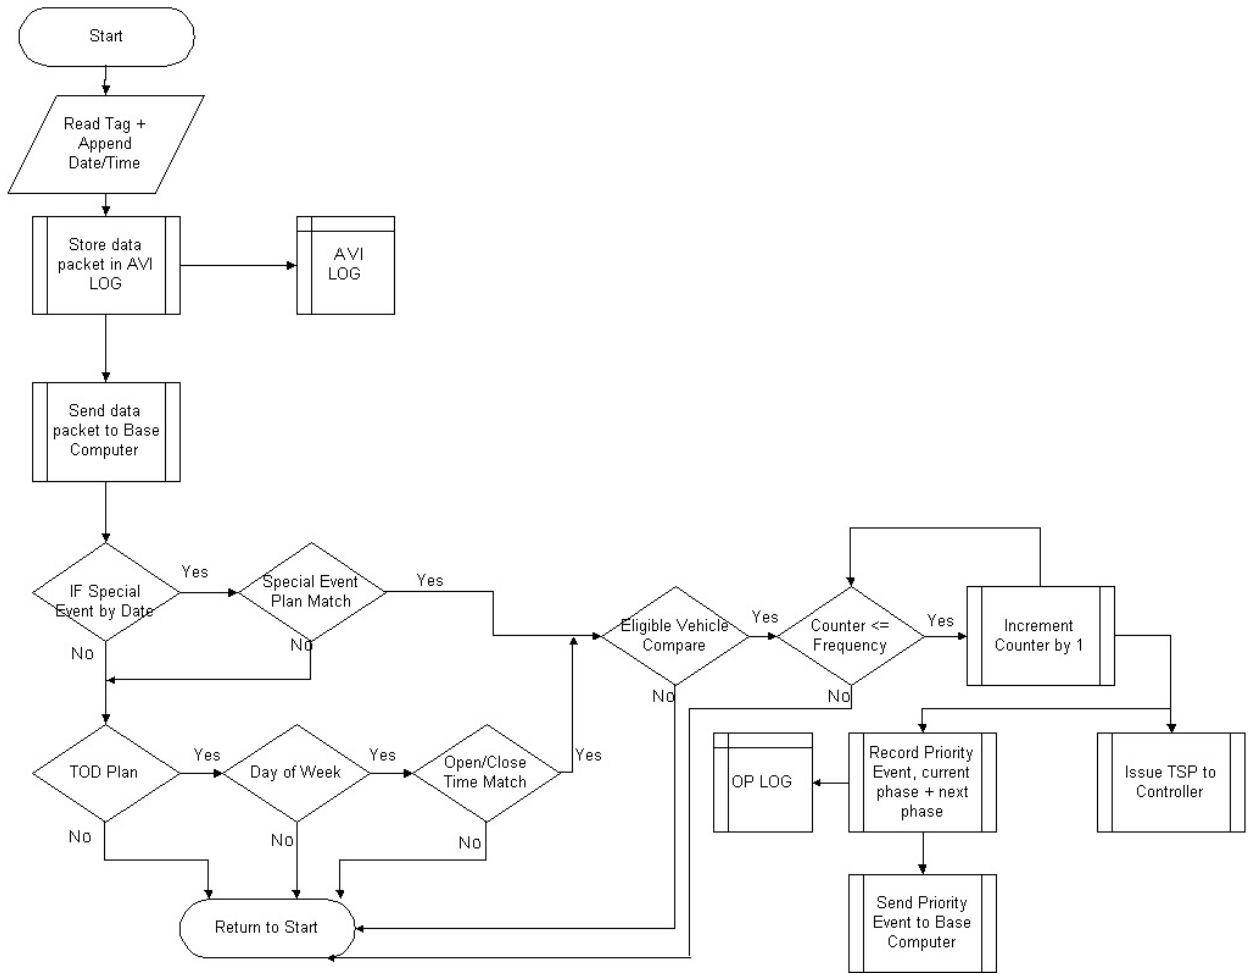 Start
Read Tag +
Append
Date/Time
Store data
packet in AVI
LOG
AVI
LOG
Send data
packet to Base
Computer
IF Special
Event by Date
Yes
No
Special Event
Plan Match
Yes
No
Eligible Vehicle
Compare
Yes
No
Counter <=
Frequency
Yes
No
Increment
Counter by 1
TOD Plan
Yes
No
Day of Week
Yes
No
Open/Close
Time Match
Yes
No
OP LOG
Record Priority
Event, current
phase + next
phase
Issue TSP to
Controller
Return to Start
Send Priority
Event to Base
Computer